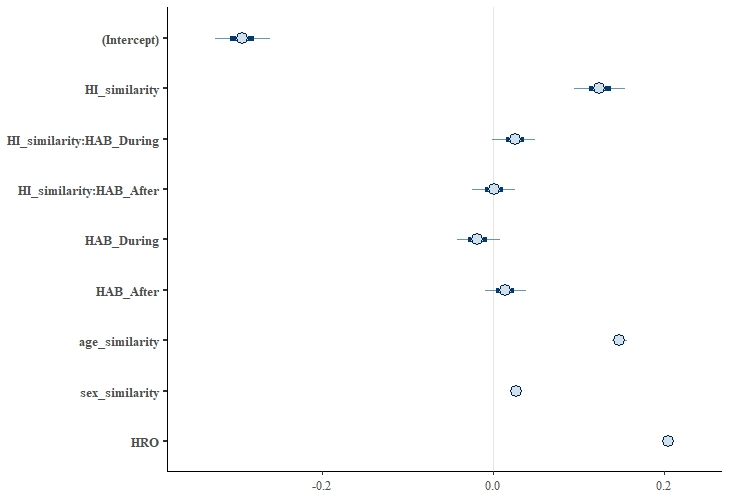 (Intercept)
HI_similarity
HI_similarity:HAB_During
HI_similarity:HAB_After
HAB_During
HAB_After
age_similarity
sex_similarity
HRO
-0.2 0.0 0.2